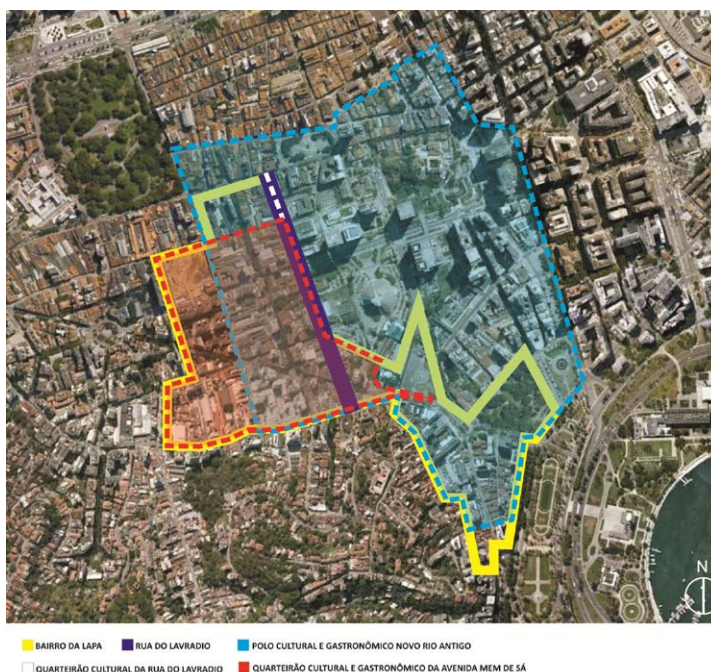 N
BAIRRO DA LAPA RUA DO LAVRADIO POLO CULTURAL E GASTRONÔMICO NOVO RIO ANTIGO
QUARTEIRÃO CULTURAL DA RUA DO LAVRADIO QUARTEIRÃO CULTURAL E GASTRONÔMICO DA AVENIDA MEM DE SÁ